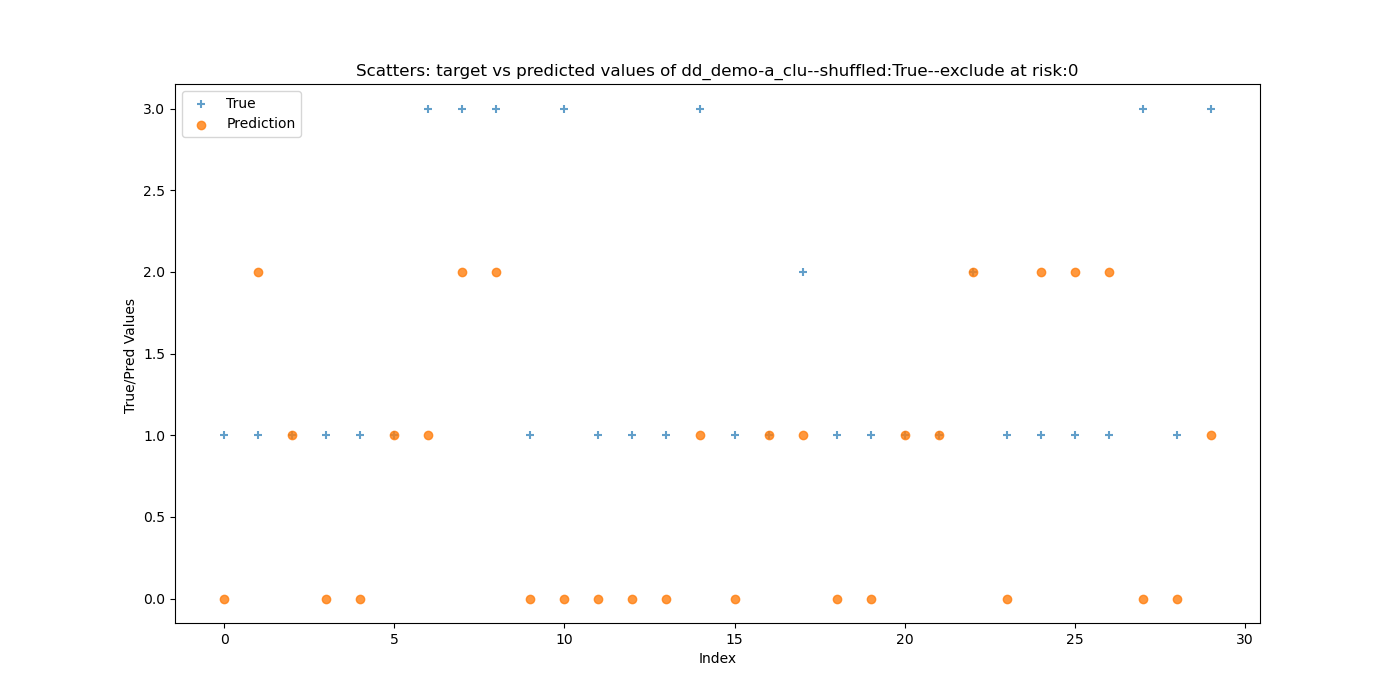 Scatters: target vs predicted values of dd_demo-a_clu--shuffled:True--exclude at risk:0
True
Prediction
3.0
2.5
2.0
1.5
1.0
0.5
0.0
True/Pred Values
0 5 10 15 20 25 30
Index